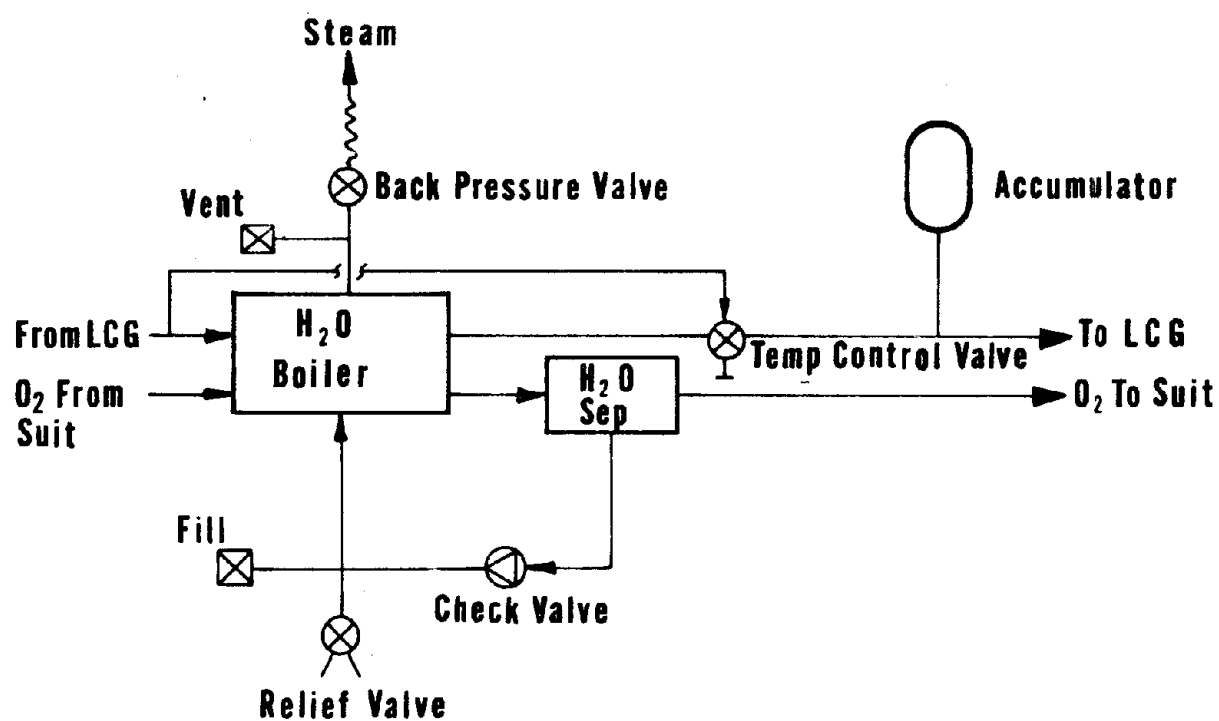 Steam
Back Pressure Valve
Vent
Accumulator
From LCG
H₂O
Boiler
To LCG
Temp Control Valve
O₂ From
Suit
H₂O
Sep
O₂ To Suit
Fill
Check Valve
Relief Valve